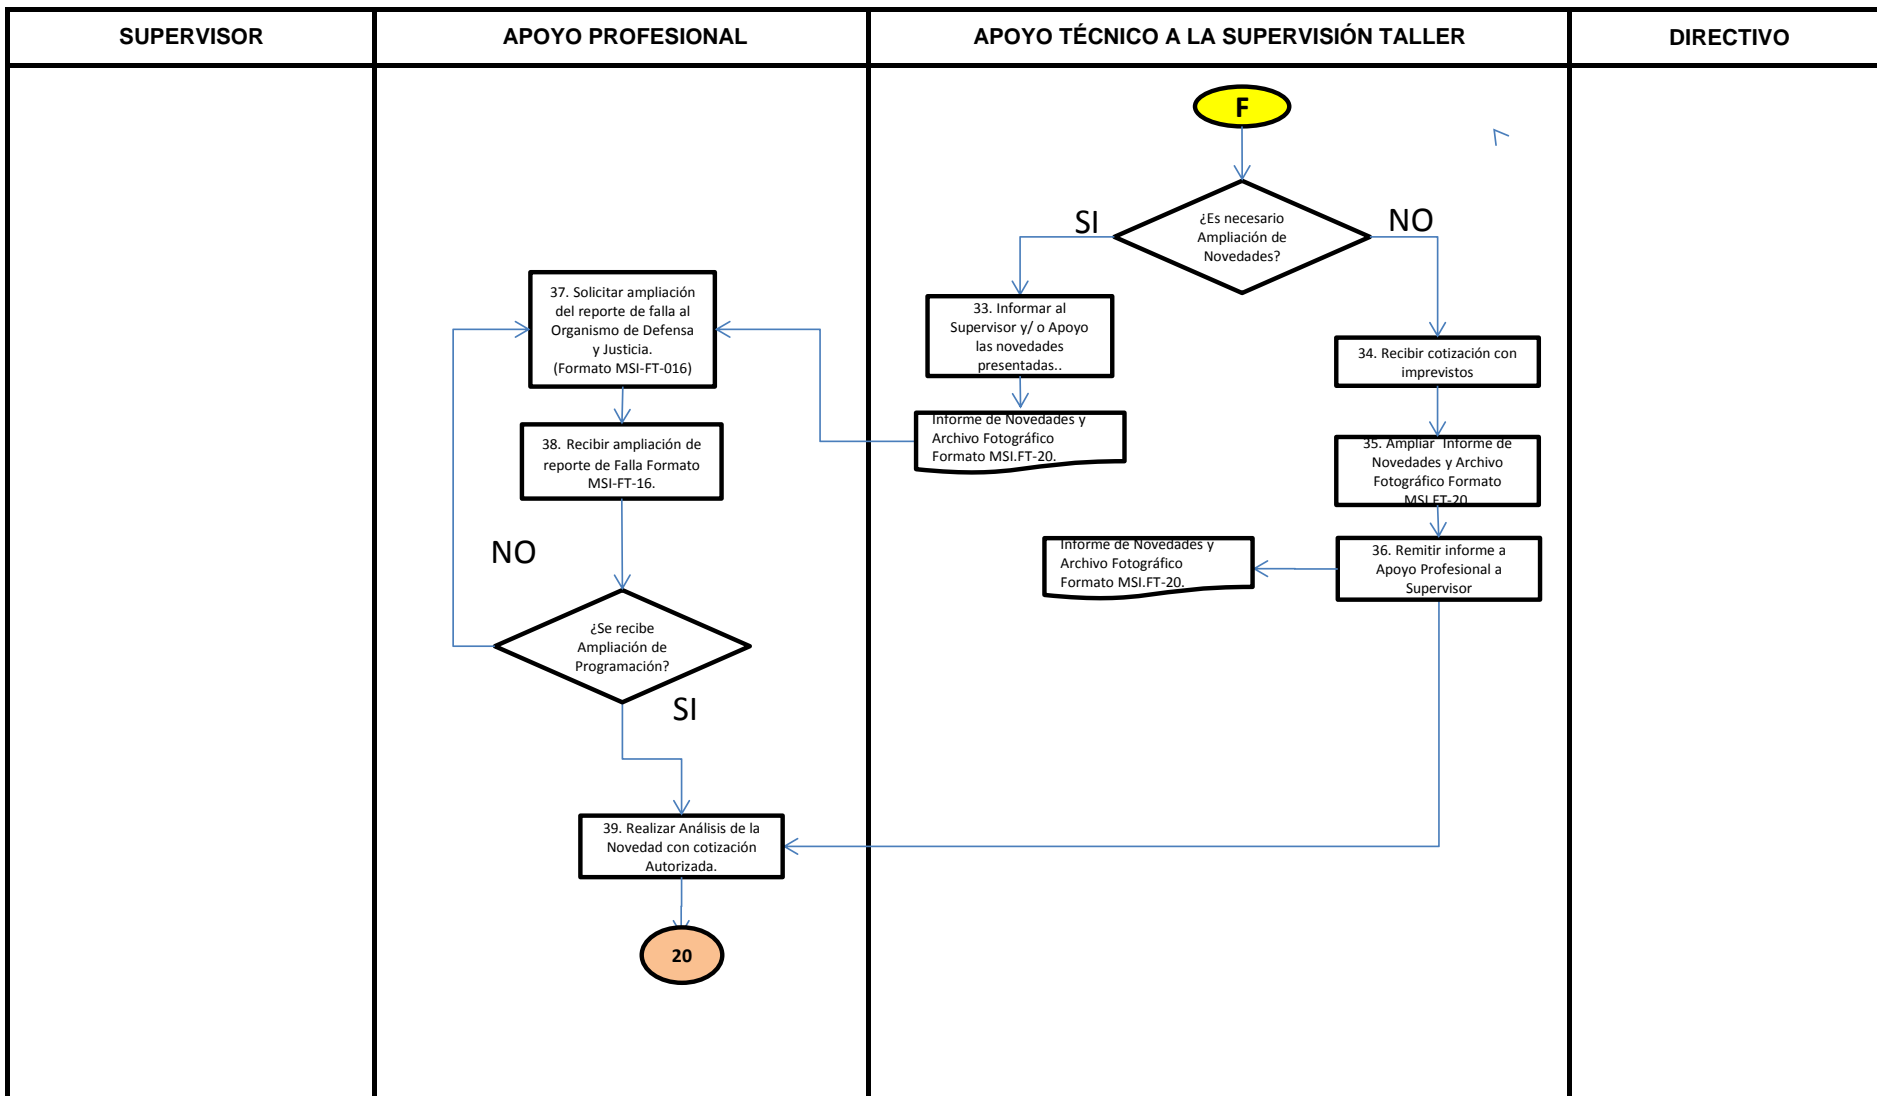 SUPERVISOR
APOYO PROFESIONAL
APOYO TÉCNICO A LA SUPERVISIÓN TALLER
DIRECTIVO
F
¿Es necesario
Ampliación de
Novedades?
SI
NO
33. Informar al
Supervisor y/ o Apoyo
las novedades
presentadas..
Informe de Novedades y
Archivo Fotográfico
Formato MSI.FT-20.
34. Recibir cotización con
imprevistos
35. Ampliar Informe de
Novedades y Archivo
Fotográfico Formato
MSI.FT-20
36. Remitir informe a
Apoyo Profesional a
Supervisor
Informe de Novedades y
Archivo Fotográfico
Formato MSI.FT-20.
37. Solicitar ampliación
del reporte de falla al
Organismo de Defensa
y Justicia.
(Formato MSI-FT-016)
38. Recibir ampliación de
reporte de Falla Formato
MSI-FT-16.
NO
¿Se recibe
Ampliación de
Programación?
SI
39. Realizar Análisis de la
Novedad con cotización
Autorizada.
20